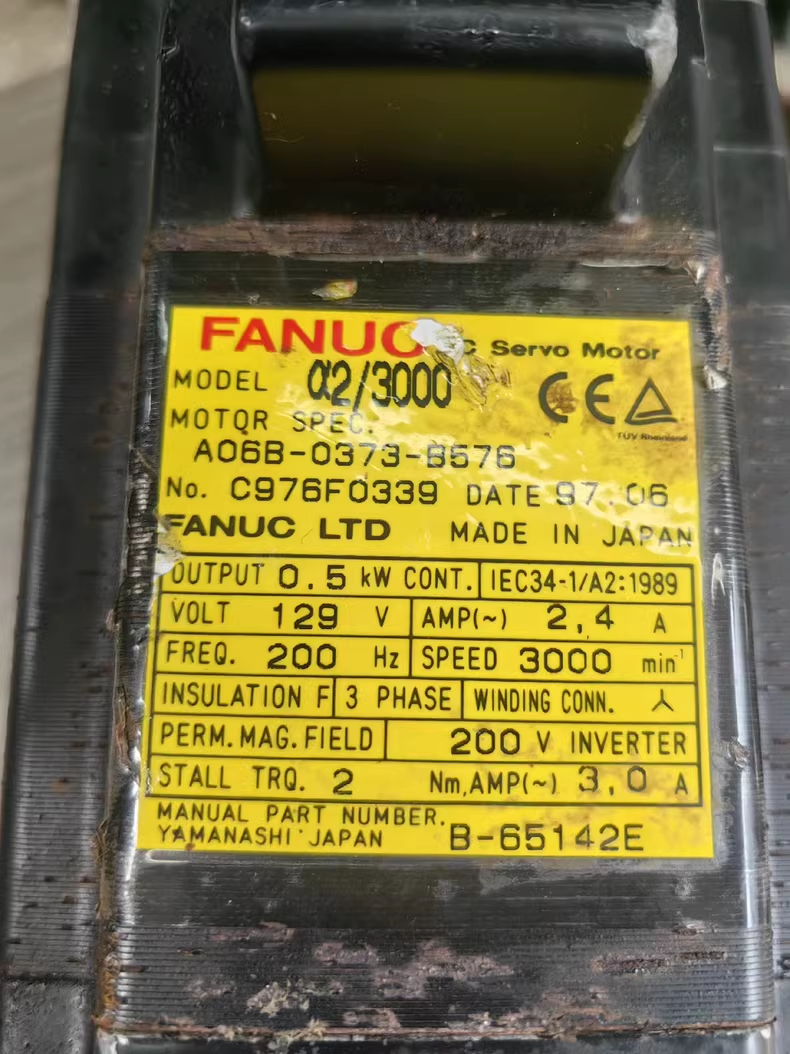 FANUC C Servo Motor
MODEL α2/3000
MOTOR SPEC.
A06B-0373-B576
TUV Rheinland
No. C976F0339 DATE 97.06
FANUC LTD MADE IN JAPAN
OUTPUT 0.5 kW CONT. IEC34-1/A2:1989
VOLT 129 V AMP(~) 2,4 A
FREQ. 200 Hz SPEED 3000 min⁻¹
INSULATION F 3 PHASE WINDING CONN.
PERM.MAG.FIELD 200 V INVERTER
STALL TRQ. 2 Nm,AMP(~) 3,0 A
MANUAL PART NUMBER.
YAMANASHI JAPAN B-65142E